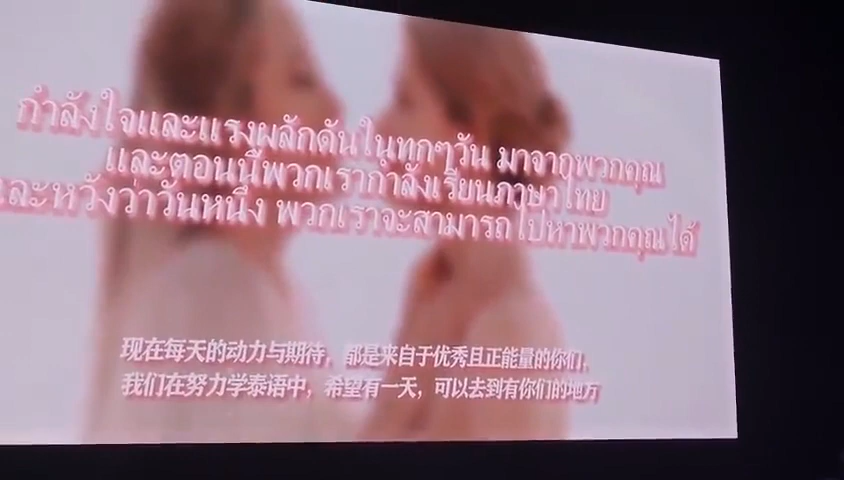 กำลังใจและแรงผลักดันในทุกๆวัน มาจากพวกคุณ
และตอนนี้พวกเรากำลังเรียนภาษาไทย
และหวังว่าวันหนึ่ง พวกเราจะสามารถไปหาพวกคุณได้
现在每天的动力与期待，都是来自于优秀且正能量的你们，
我们在努力学泰语中，希望有一天，可以去到有你们的地方